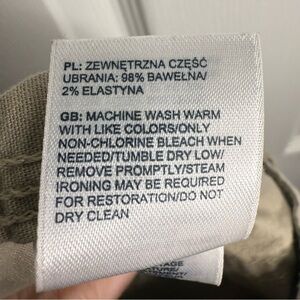 PL: ZEWNĘTRZNA CZĘŚĆ
UBRANIA: 98% BAWEŁNA/
2% ELASTYNA
GB: MACHINE WASH WARM
WITH LIKE COLORS/ONLY
NON-CHLORINE BLEACH WHEN
NEEDED/TUMBLE DRY LOW/
REMOVE PROMPTLY/STEAM
IRONING MAY BE REQUIRED
FOR RESTORATION/DO NOT
DRY CLEAN